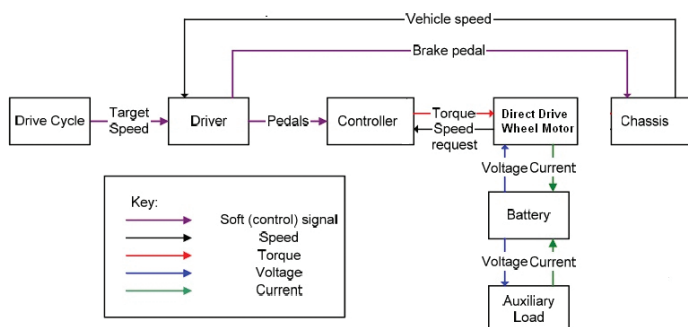 Vehicle speed
Brake pedal
Drive Cycle
Target
Speed
Driver
Pedals
Controller
Torque
Speed
request
Direct Drive
Wheel Motor
Chassis
Voltage
Current
Battery
Voltage
Current
Auxiliary
Load
Key:
Soft (control) signal
Speed
Torque
Voltage
Current